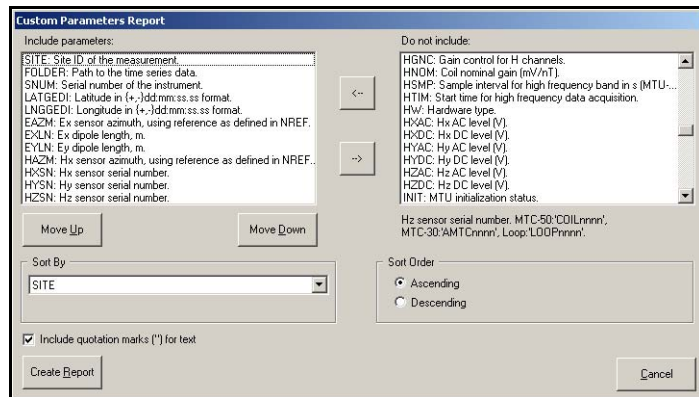 Custom Parameters Report
Include parameters:
SITE: Site ID of the measurement.
FOLDER: Path to the time series data.
SNUM: Serial number of the instrument.
LATGEDI: Latitude in {+,-}dd:mm:ss.ss format.
LNGGEDI: Longitude in {+,-}dd:mm:ss.ss format.
EAZM: Ex sensor azimuth, using reference as defined in NREF.
EXLN: Ex dipole length, m.
EYLN: Ey dipole length, m.
HAZM: Hx sensor azimuth, using reference as defined in NREF..
HXSN: Hx sensor serial number.
HYSN: Hy sensor serial number.
HZSN: Hz sensor serial number.
<--
-->
Do not include:
HGNC: Gain control for H channels.
HNOM: Coil nominal gain (mV/nT).
HSMP: Sample interval for high frequency band in s (MTU-...
HTIM: Start time for high frequency data acquisition.
HW: Hardware type.
HXAC: Hx AC level (V).
HXDC: Hx DC level (V).
HYAC: Hy AC level (V).
HYDC: Hy DC level (V).
HZAC: Hz AC level (V).
HZDC: Hz DC level (V).
INIT: MTU initialization status.
Move Up
Move Down
Hz sensor serial number. MTC-50:'COILnnnn',
MTC-30:'AMTCnnnn', Loop:'LOOPnnnn'.
Sort By
SITE
Sort Order
Ascending
Descending
Include quotation marks ('') for text
Create Report
Cancel